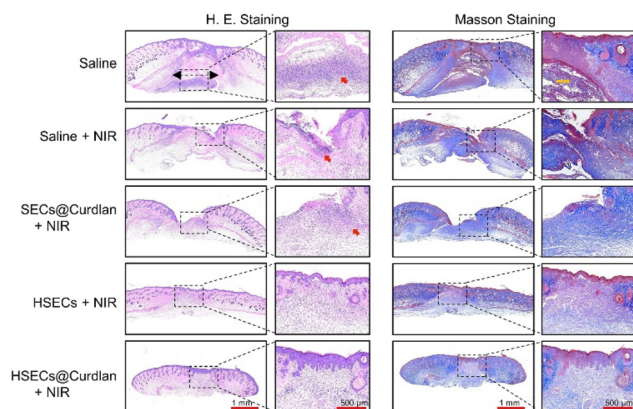 H. E. Staining
Masson Staining
Saline
Saline + NIR
SECs@Curdlan
+ NIR
HSECs + NIR
HSECs@Curdlan
+ NIR
1 mm
500 μm
1 mm
500 μm